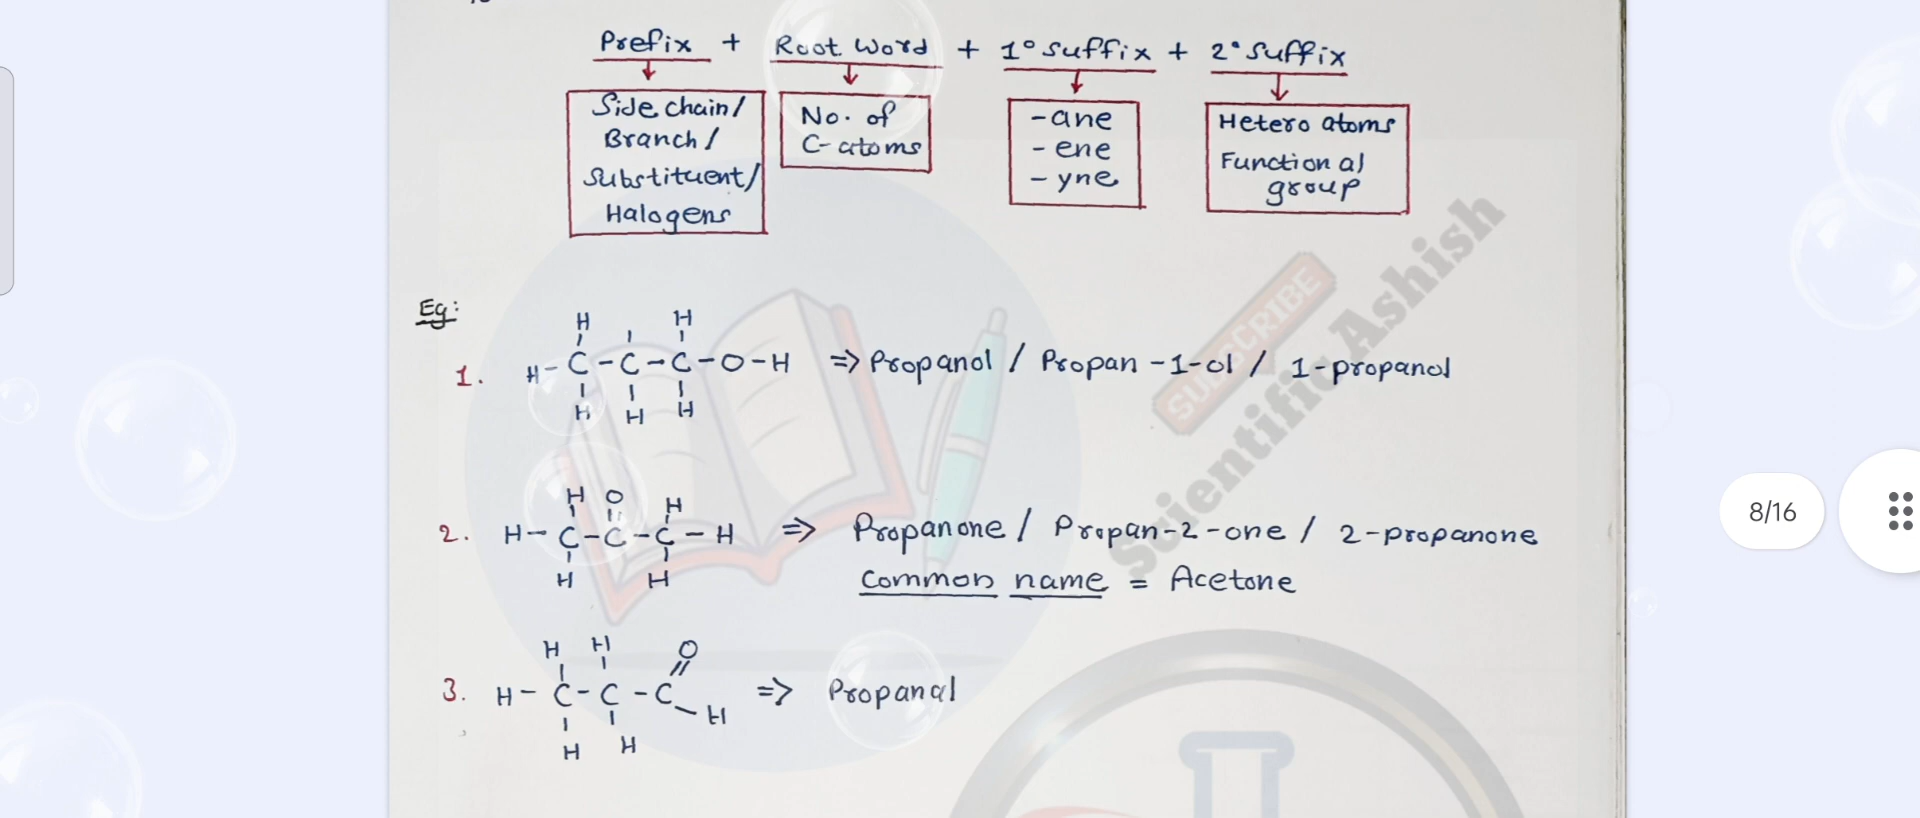 Prefix + Root Word + 1° suffix + 2° suffix
Side chain/
Branch/
Substituent/
Halogens
No. of
C-atoms
-ane
- ene
- yne
Hetero atoms
Functional
group
Eg:
H H
1. H-C-C-C-O-H => Propanol / Propan-1-ol / 1-propanol
H H H
H O H
2. H-C-C-C-H => Propanone / Propan-2-one / 2-propanone
H H
Common name = Acetone
H H O
3. H-C-C-C-H => Propanal
H H
SUBSCRIBE
Scientific Ashish
8/16